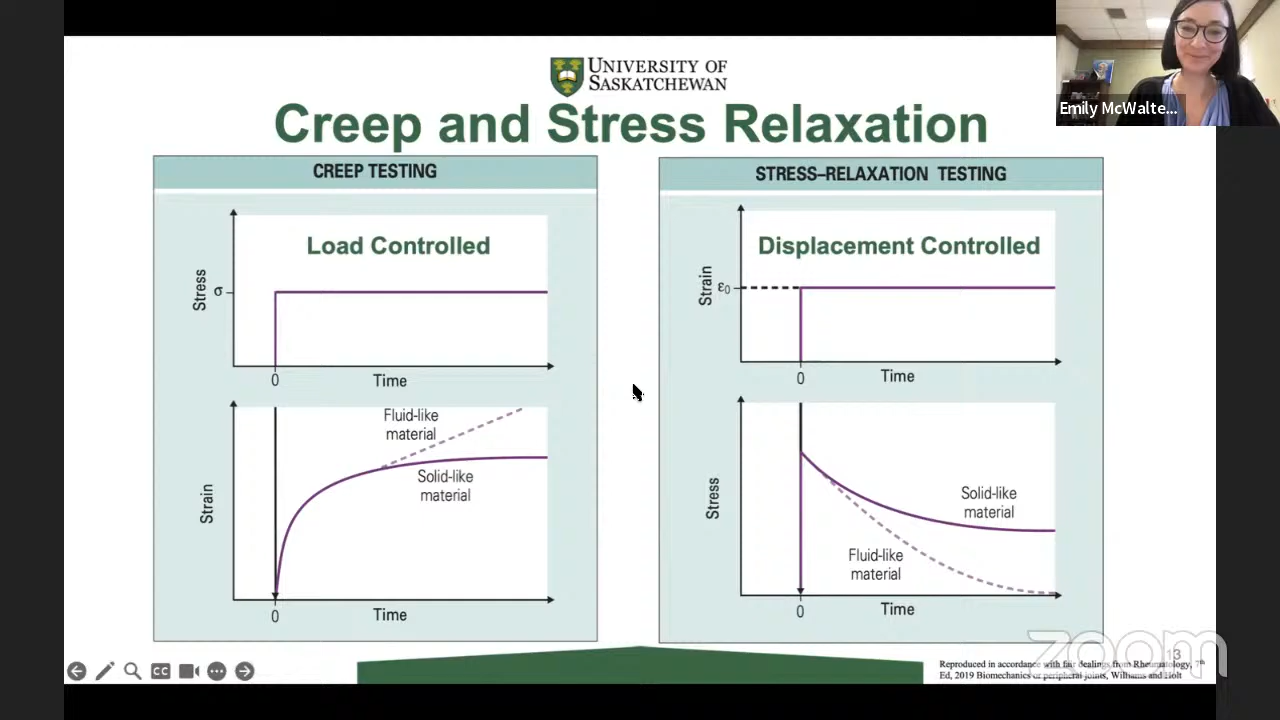 UNIVERSITY OF
SASKATCHEWAN
Creep and Stress Relaxation
Emily McWalte...
CREEP TESTING
Load Controlled
Stress
σ
0
Time
Fluid-like
material
Solid-like
material
Strain
0
Time
STRESS–RELAXATION TESTING
Displacement Controlled
Strain
ε0
0
Time
Solid-like
material
Stress
Fluid-like
material
0
Time
CC
zoom
13
Reproduced in accordance with fair dealings from Rheumatology, 7th
Ed, 2019 Biomechanics of peripheral joints, Williams and Holt